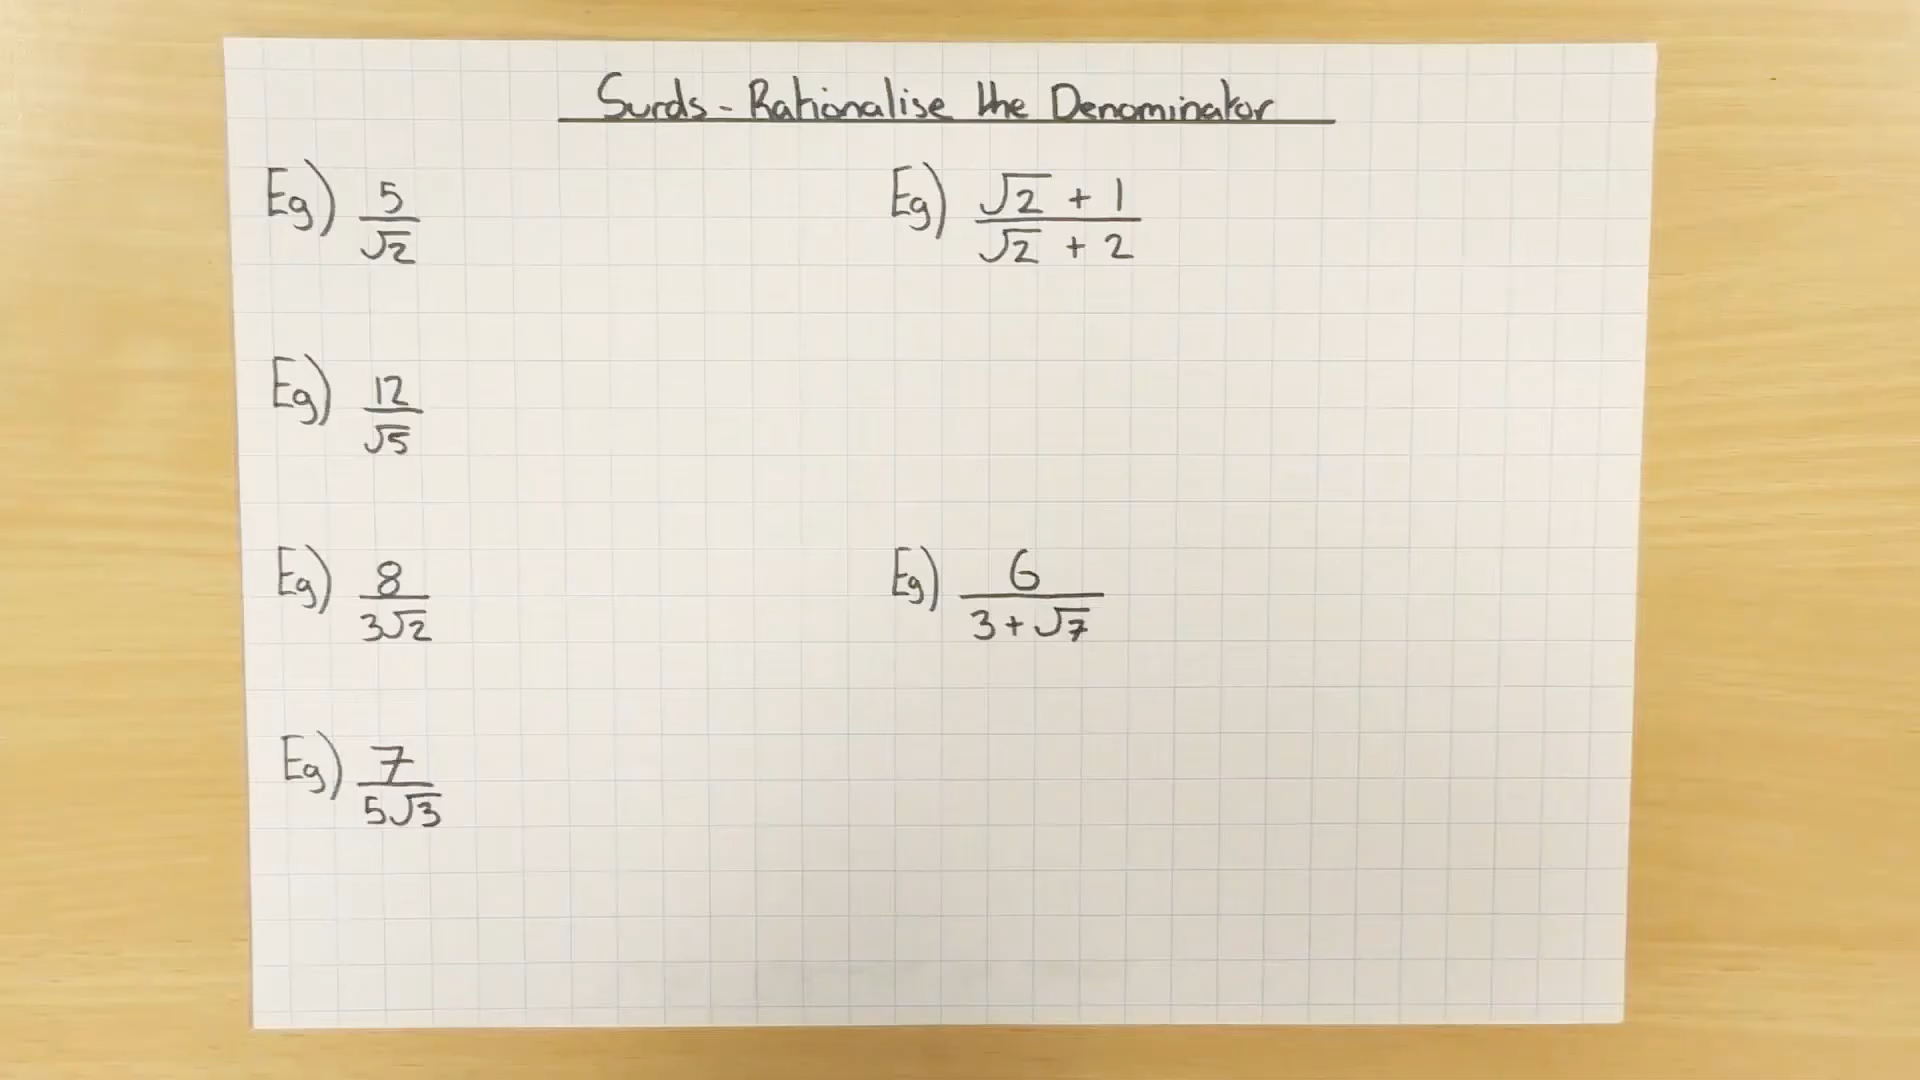 Surds - Rationalise the Denominator
Eg) 5/√2
Eg) 12/√5
Eg) 8/3√2
Eg) 7/5√3
Eg) √2 + 1/√2 + 2
Eg) 6/3+√7